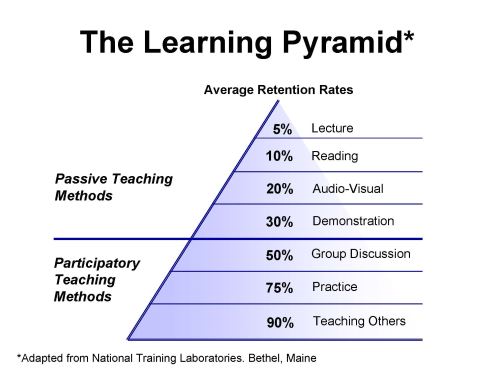 The Learning Pyramid*
Average Retention Rates
5% Lecture
10% Reading
Passive Teaching
Methods
20% Audio-Visual
30% Demonstration
Participatory
Teaching
Methods
50% Group Discussion
75% Practice
90% Teaching Others
*Adapted from National Training Laboratories. Bethel, Maine